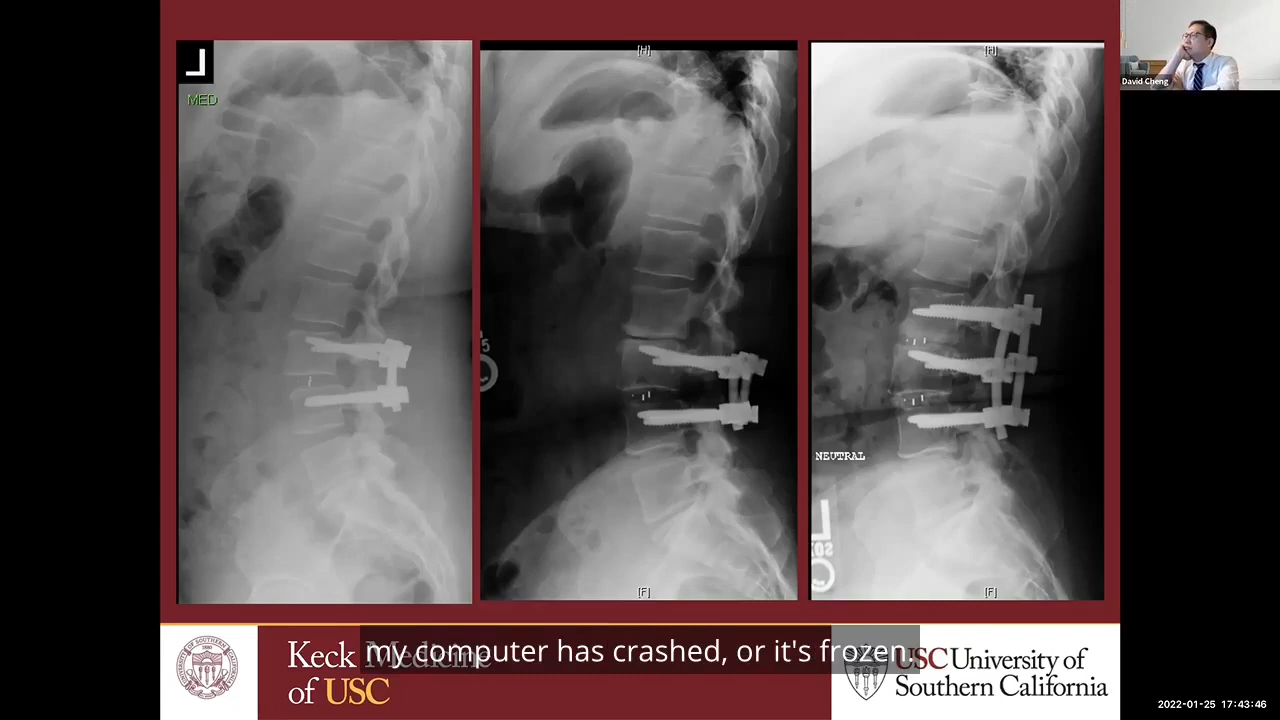 L
MED
[H]
[H]
David Cheng
5
NEUTRAL
L
[F]
[F]
Keck Medicine
of USC
my computer has crashed, or it's frozen.
USC University of
Southern California
2022-01-25 17:43:46